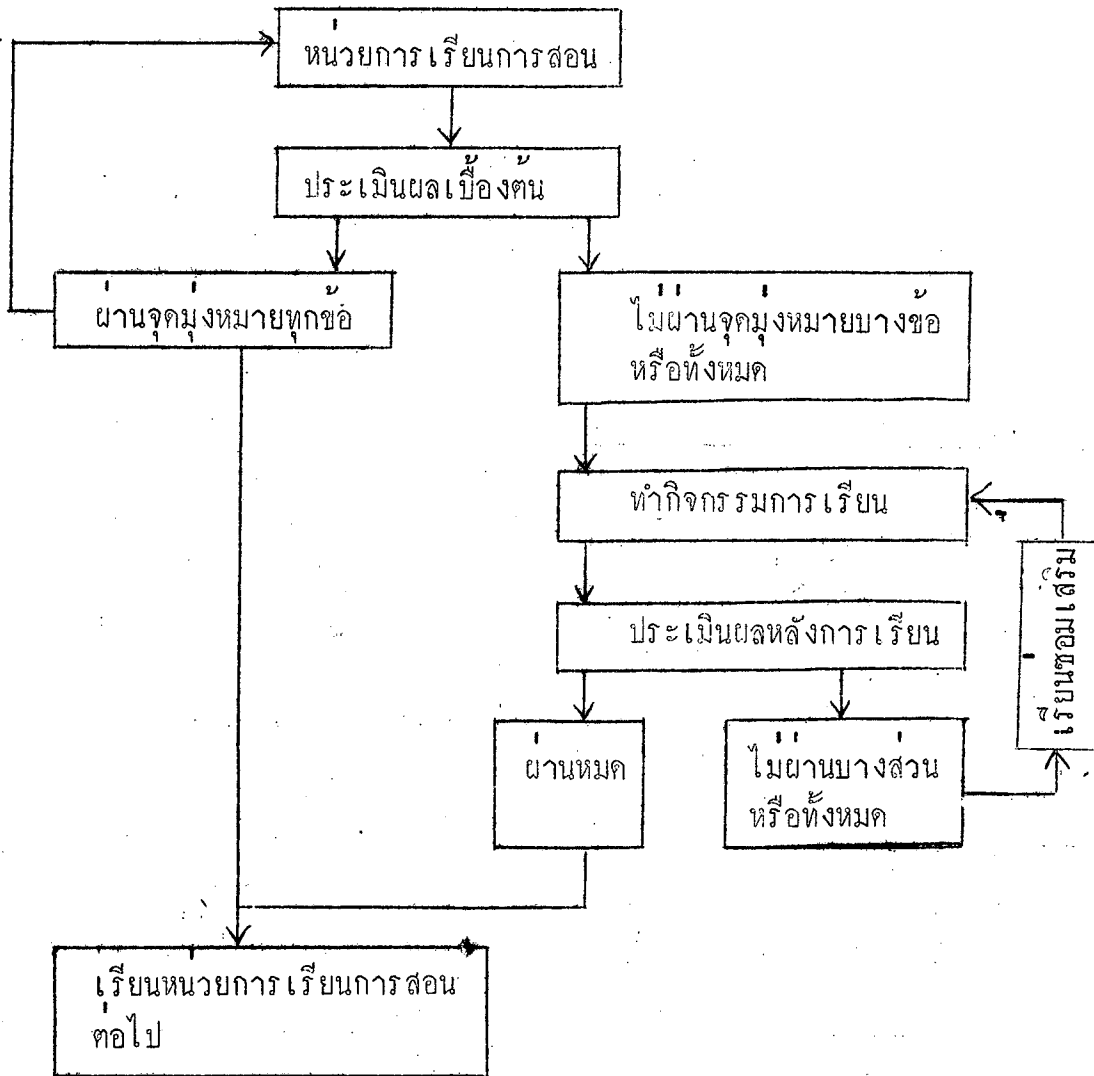 หน่วยการเรียนการสอน
ประเมินผลเบื้องต้น
ผ่านจุดมุ่งหมายทุกข้อ
ไม่ผ่านจุดมุ่งหมายบางข้อ
หรือทั้งหมด
ทำกิจกรรมการเรียน
ประเมินผลหลังการเรียน
เรียนซ่อมเสริม
ผ่านหมด
ไม่ผ่านบางส่วน
หรือทั้งหมด
เรียนหน่วยการเรียนการสอน
ต่อไป